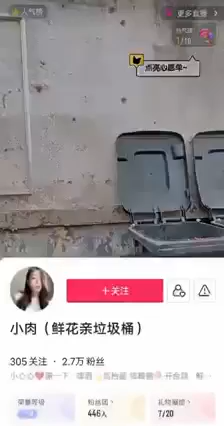 人气榜
更多直播 >
7/10
点亮心愿单~
+关注
小肉（鲜花亲垃圾桶）
305 关注 · 2.7万 粉丝
荣誉等级
粉丝团 >
礼物展馆 >
446人
7/20